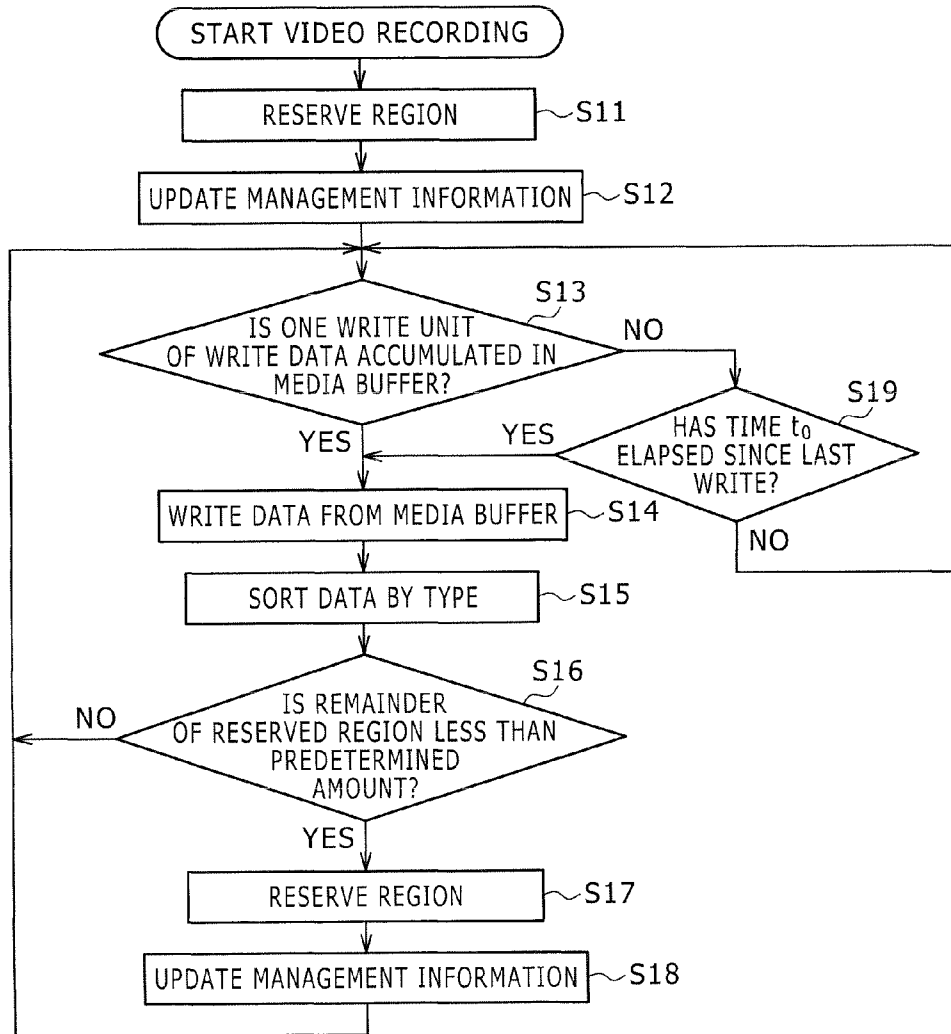 START VIDEO RECORDING
RESERVE REGION
S11
UPDATE MANAGEMENT INFORMATION
S12
S13
IS ONE WRITE UNIT
OF WRITE DATA ACCUMULATED IN
MEDIA BUFFER?
NO
YES
S19
HAS TIME t₀
ELAPSED SINCE LAST
WRITE?
YES
NO
WRITE DATA FROM MEDIA BUFFER
S14
SORT DATA BY TYPE
S15
S16
IS REMAINDER
OF RESERVED REGION LESS THAN
PREDETERMINED
AMOUNT?
NO
YES
RESERVE REGION
S17
UPDATE MANAGEMENT INFORMATION
S18